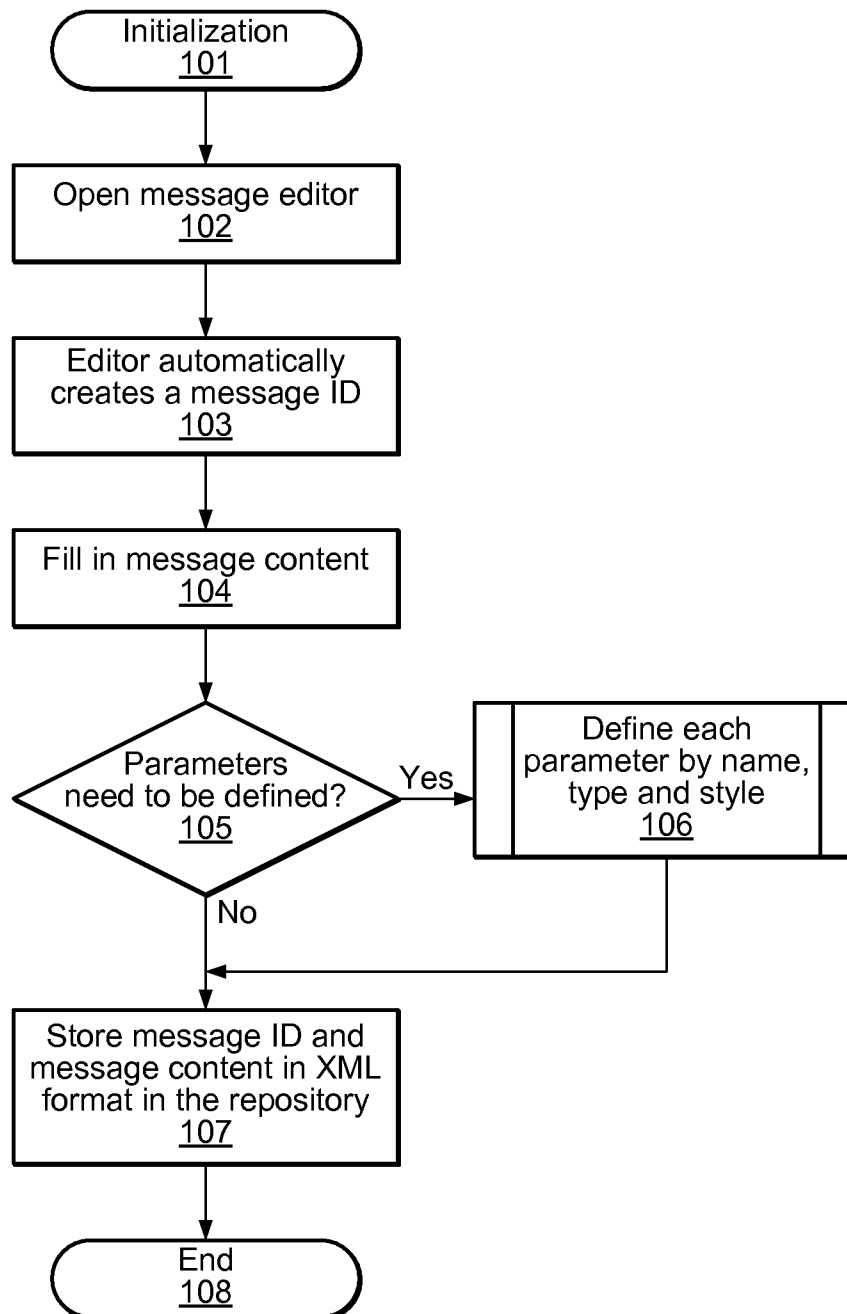 Initialization
101
Open message editor
102
Editor automatically
creates a message ID
103
Fill in message content
104
Parameters
need to be defined?
105
Yes
Define each
parameter by name,
type and style
106
No
Store message ID and
message content in XML
format in the repository
107
End
108